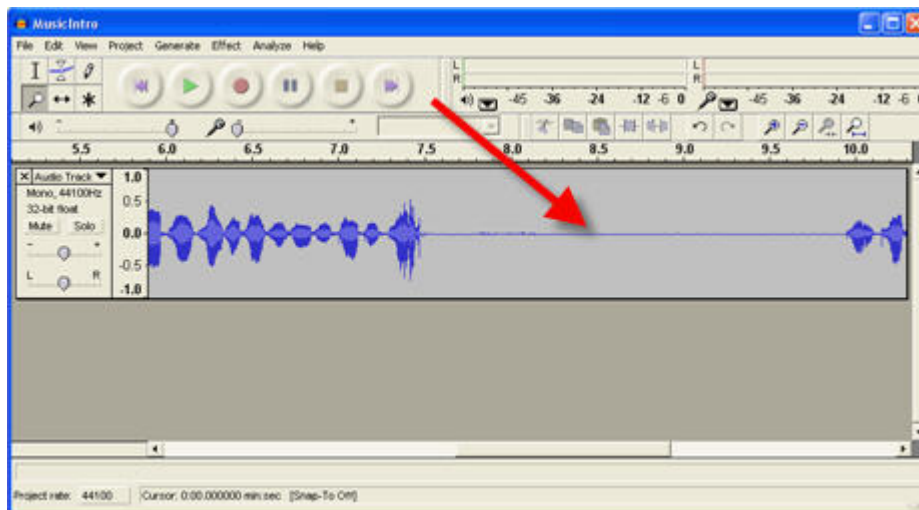 MusicIntro
File Edit View Project Generate Effect Analyze Help
L
R
L
R
-45 -36 -24 -12 -6 0
-45 -36 -24 -12 -6
5.5 6.0 6.5 7.0 7.5 8.0 8.5 9.0 9.5 10.0
X Audio Track
Mono, 44100Hz
32-bit float
Mute Solo
- +
L R
1.0
0.5
0.0
-0.5
-1.0
Project rate: 44100 Cursor: 0:00.000000 min:sec [Snap-To Off]